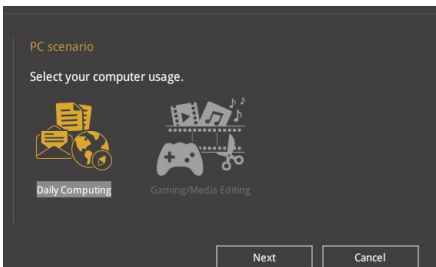 PC scenario
Select your computer usage.
Daily Computing
Gaming/Media Editing
Next
Cancel